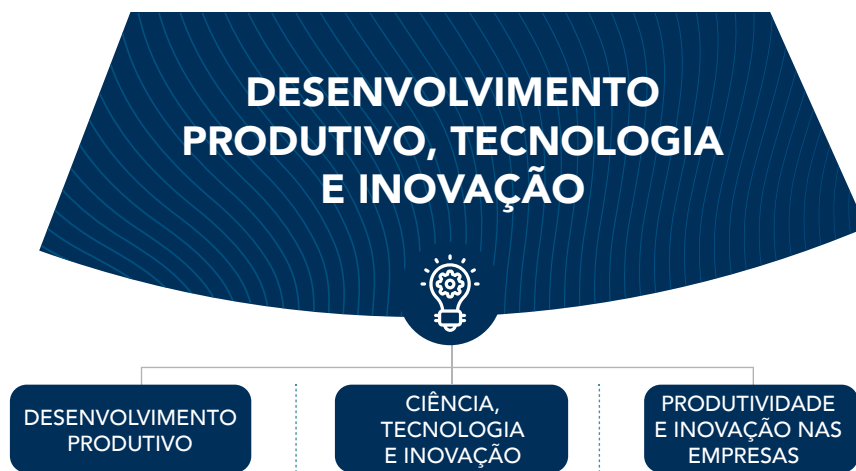 DESENVOLVIMENTO
PRODUTIVO, TECNOLOGIA
E INOVAÇÃO
DESENVOLVIMENTO
PRODUTIVO
CIÊNCIA,
TECNOLOGIA
E INOVAÇÃO
PRODUTIVIDADE
E INOVAÇÃO NAS
EMPRESAS